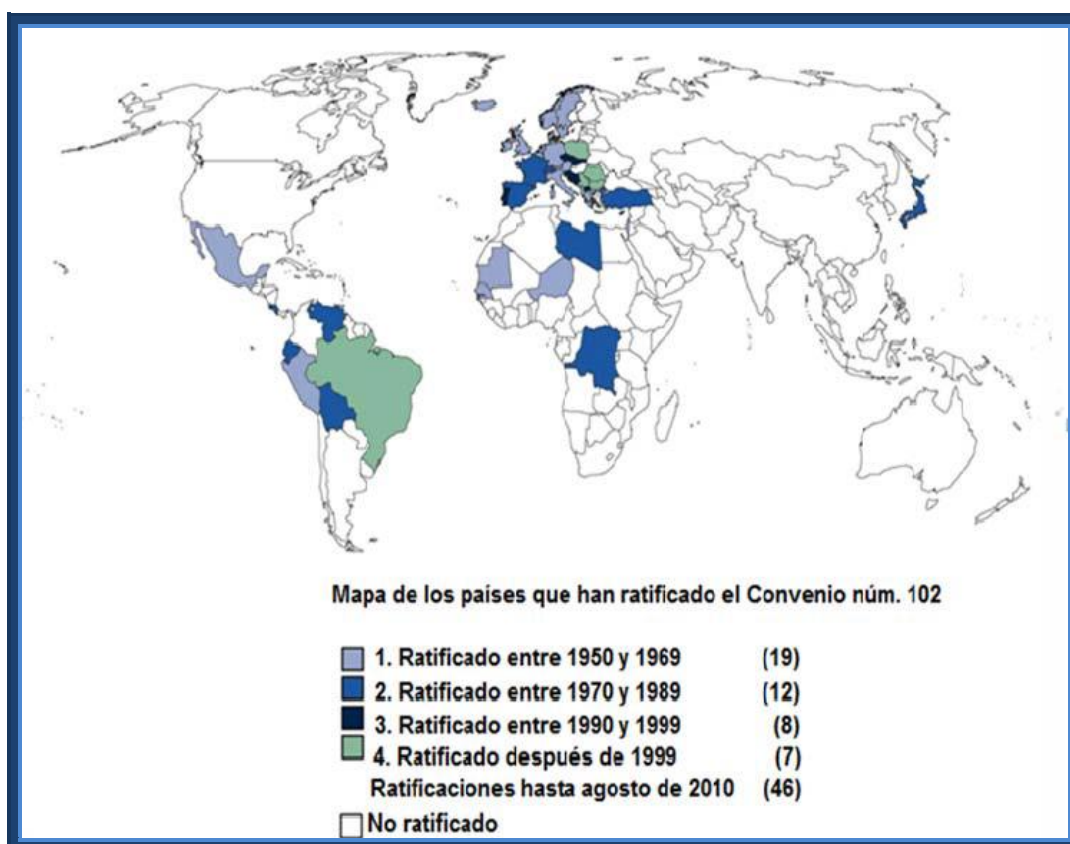 Mapa de los países que han ratificado el Convenio núm. 102
1. Ratificado entre 1950 y 1969 (19)
2. Ratificado entre 1970 y 1989 (12)
3. Ratificado entre 1990 y 1999 (8)
4. Ratificado después de 1999 (7)
Ratificaciones hasta agosto de 2010 (46)
No ratificado